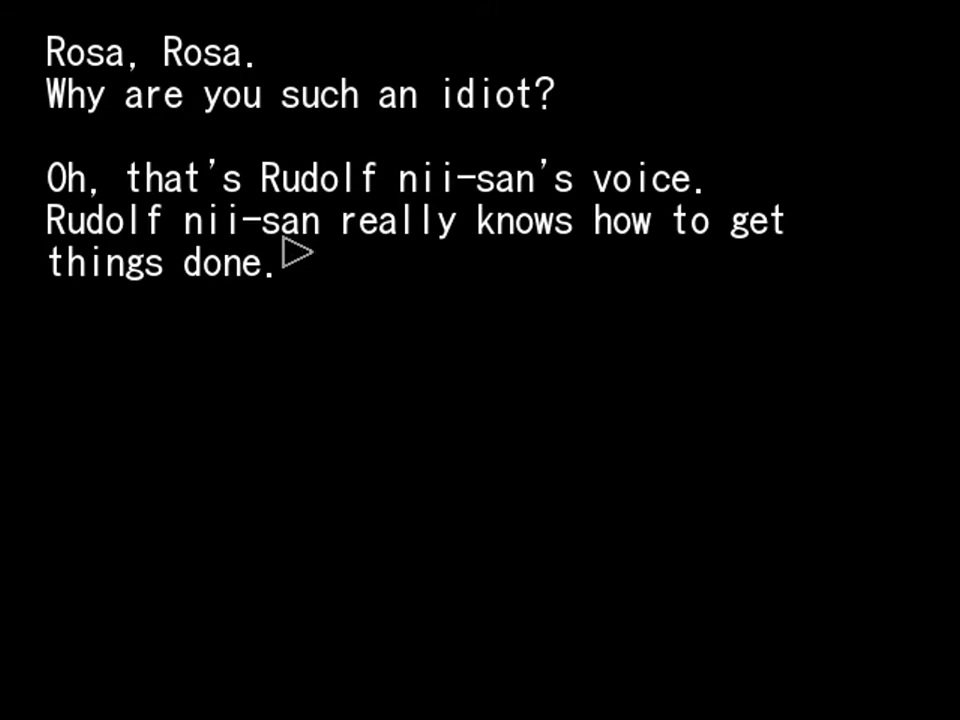 Rosa, Rosa.
Why are you such an idiot?
Oh, that's Rudolf nii-san's voice.
Rudolf nii-san really knows how to get
things done.